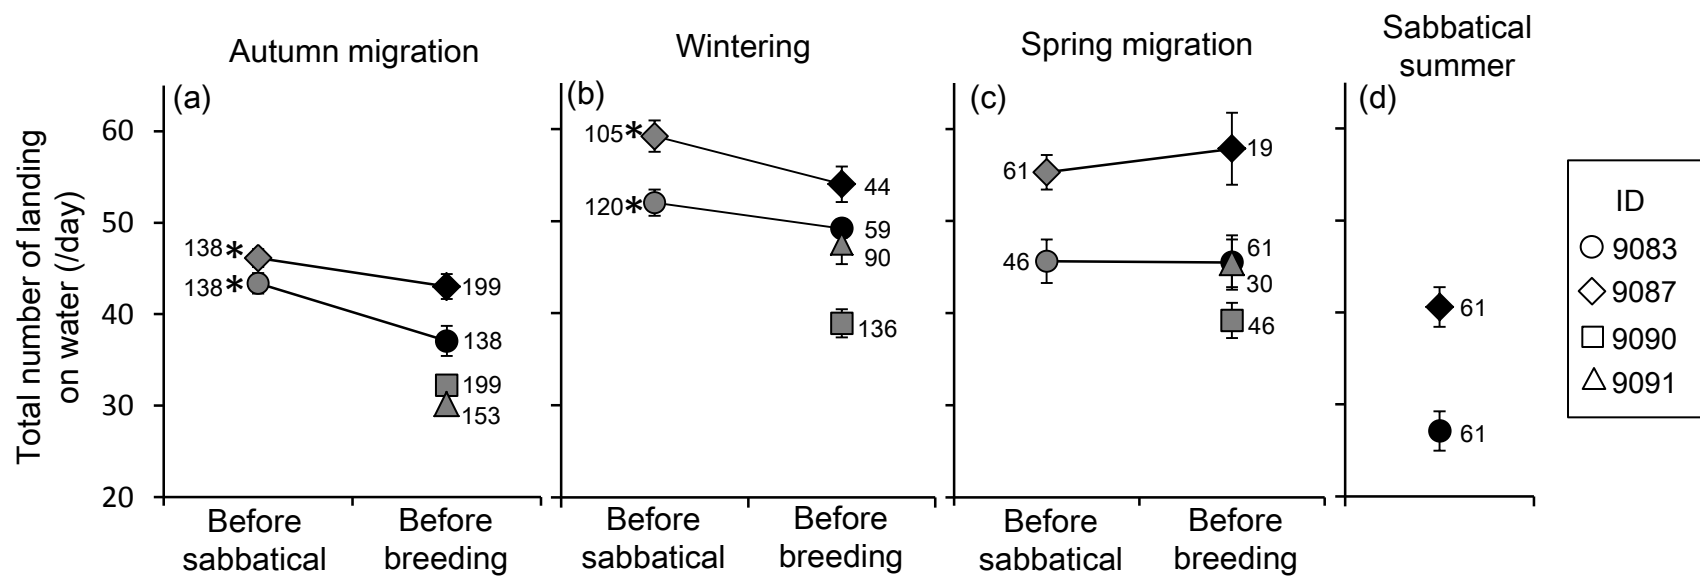 Autumn migration
Wintering
Spring migration
Sabbatical
summer
(a)
(b)
(c)
(d)
Total number of landing
on water (/day)
60
50
40
30
20
138*
138*
199
138
199
153
105*
120*
44
59
90
136
61
46
19
61
30
46
61
61
Before
sabbatical
Before
breeding
Before
sabbatical
Before
breeding
Before
sabbatical
Before
breeding
ID
9083
9087
9090
9091